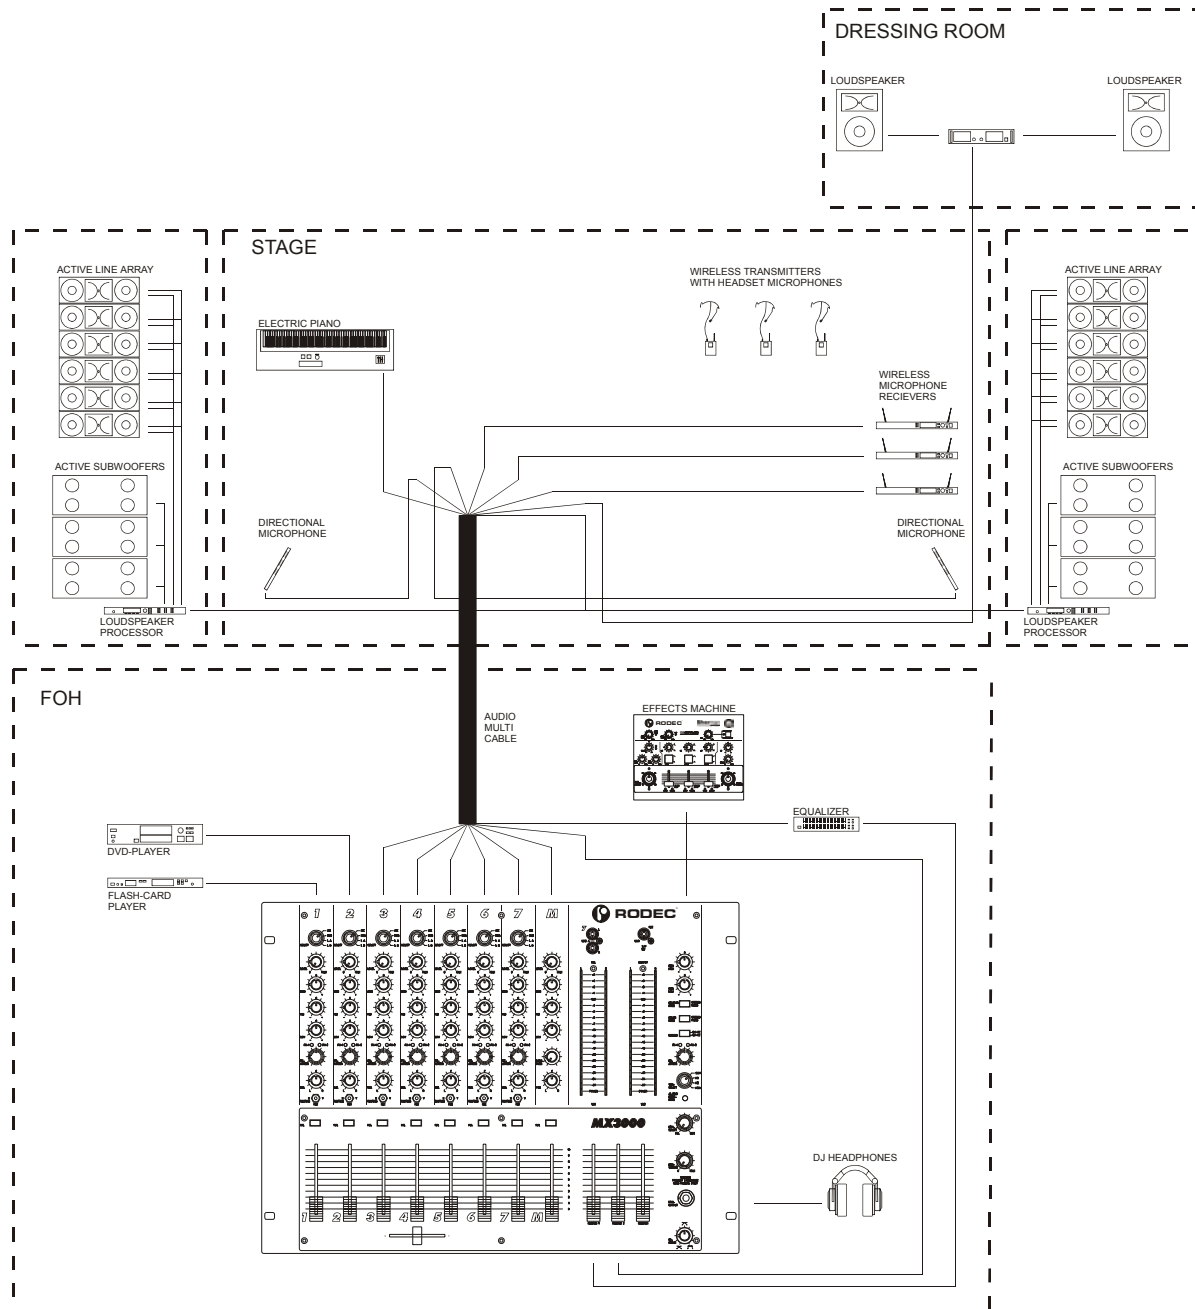 DRESSING ROOM
LOUDSPEAKER
LOUDSPEAKER
STAGE
ACTIVE LINE ARRAY
WIRELESS TRANSMITTERS
WITH HEADSET MICROPHONES
ACTIVE LINE ARRAY
ELECTRIC PIANO
WIRELESS
MICROPHONE
RECIEVERS
ACTIVE SUBWOOFERS
ACTIVE SUBWOOFERS
DIRECTIONAL
MICROPHONE
DIRECTIONAL
MICROPHONE
LOUDSPEAKER
PROCESSOR
LOUDSPEAKER
PROCESSOR
FOH
AUDIO
MULTI
CABLE
EFFECTS MACHINE
RODEC
EQUALIZER
DVD-PLAYER
FLASH-CARD
PLAYER
1 2 3 4 5 6 7 M
RODEC
MX3000
DJ HEADPHONES
1 2 3 4 5 6 7 M